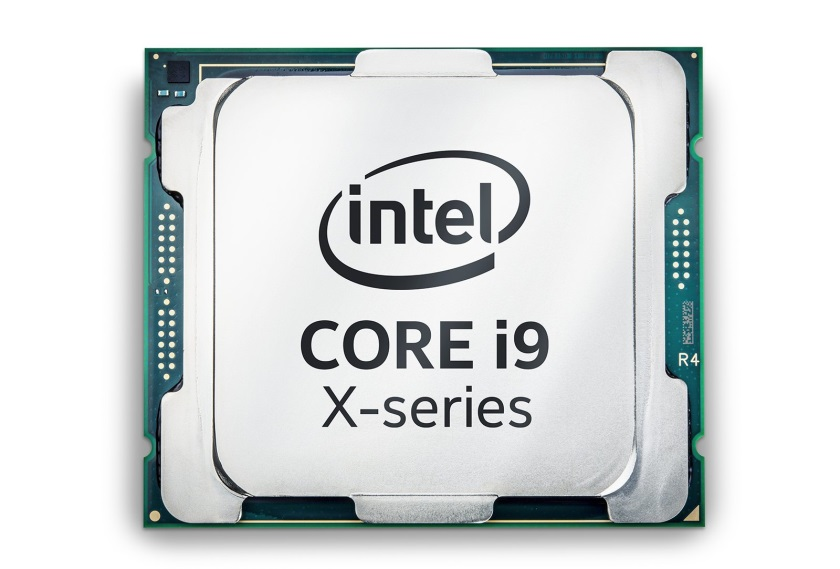 intel
CORE i9
X-series
R4